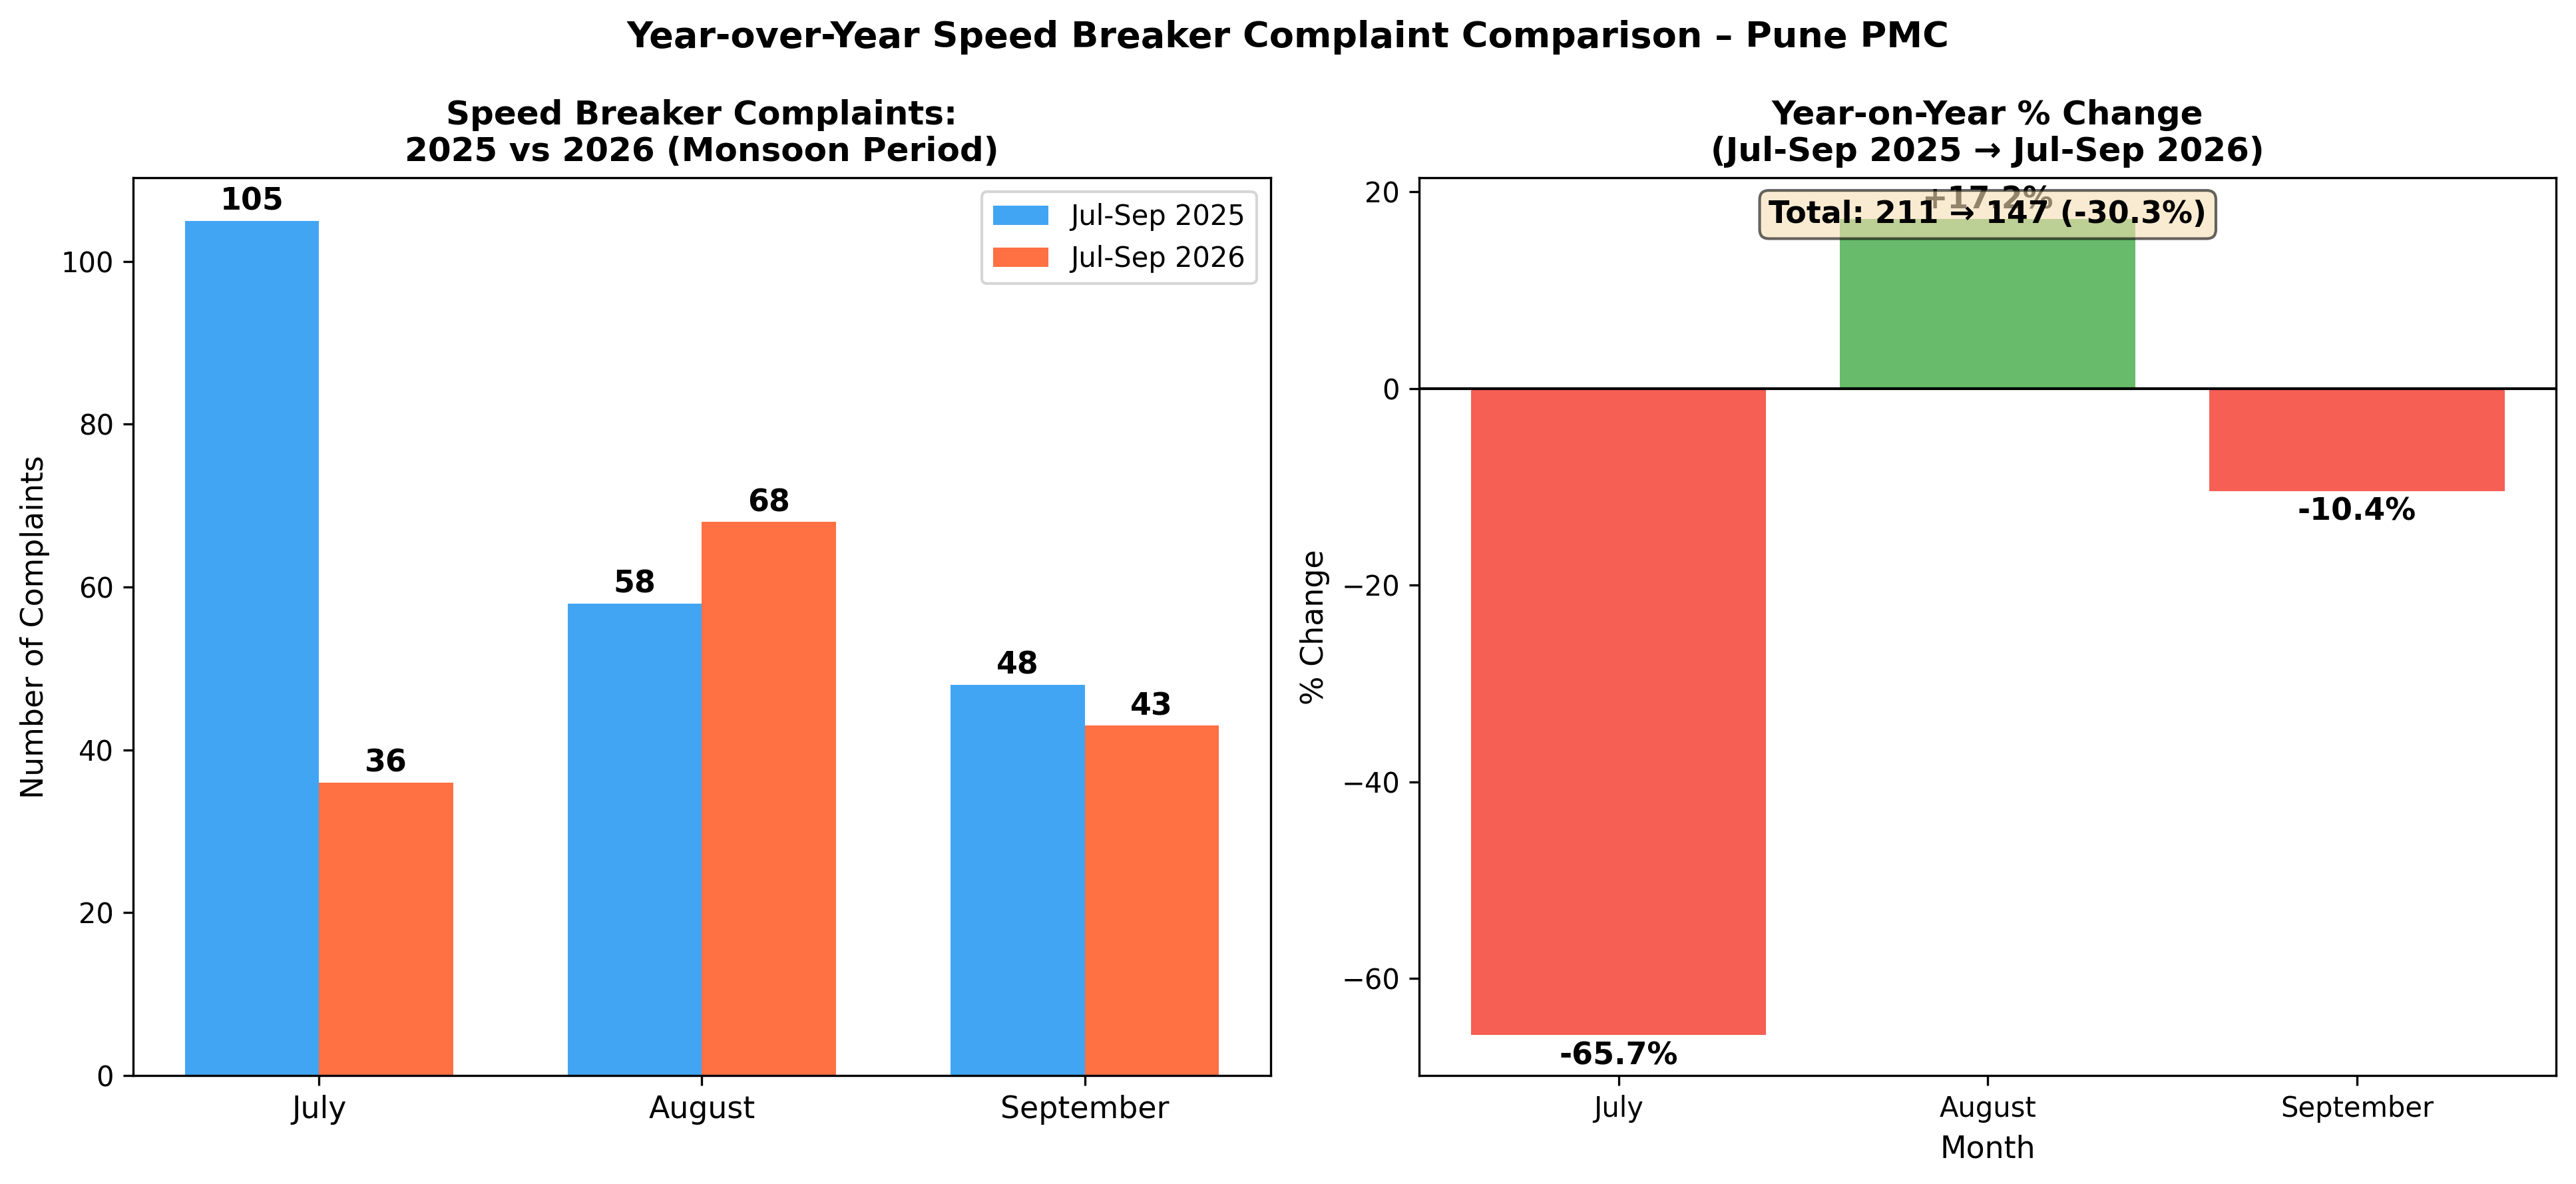 Year-over-Year Speed Breaker Complaint Comparison – Pune PMC
Speed Breaker Complaints:
2025 vs 2026 (Monsoon Period)
Number of Complaints
100
80
60
40
20
0
105
36
58
68
48
43
Jul-Sep 2025
Jul-Sep 2026
July
August
September
Year-on-Year % Change
(Jul-Sep 2025 → Jul-Sep 2026)
% Change
20
0
−20
−40
−60
+17.2%
Total: 211 → 147 (-30.3%)
-65.7%
-10.4%
July
August
September
Month